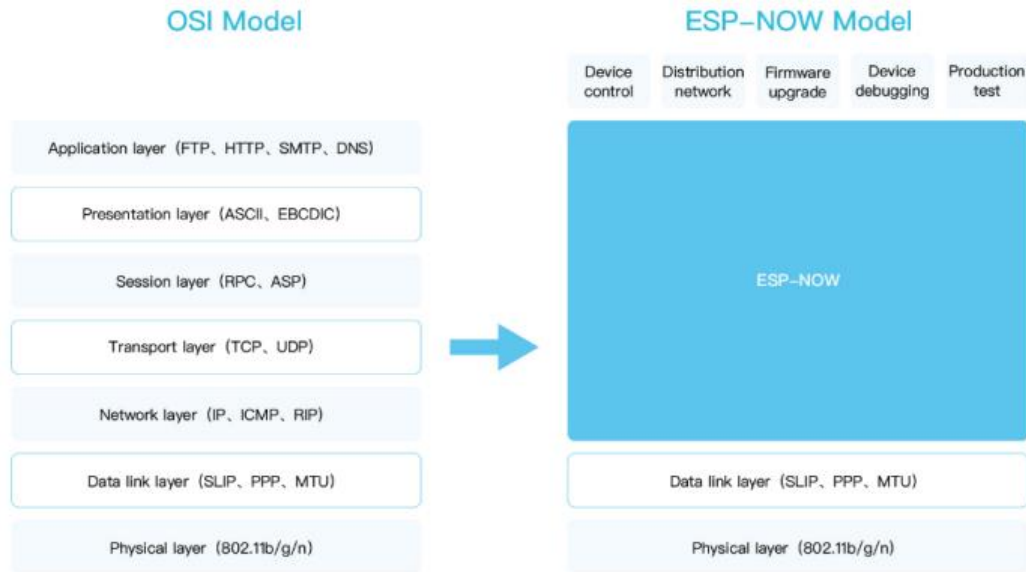 OSI Model
Application layer（FTP、HTTP、SMTP、DNS）
Presentation layer（ASCII、EBCDIC）
Session layer（RPC、ASP）
Transport layer（TCP、UDP）
Network layer（IP、ICMP、RIP）
Data link layer（SLIP、PPP、MTU）
Physical layer（802.11b/g/n）
ESP-NOW Model
Device
control
Distribution
network
Firmware
upgrade
Device
debugging
Production
test
ESP-NOW
Data link layer（SLIP、PPP、MTU）
Physical layer（802.11b/g/n）